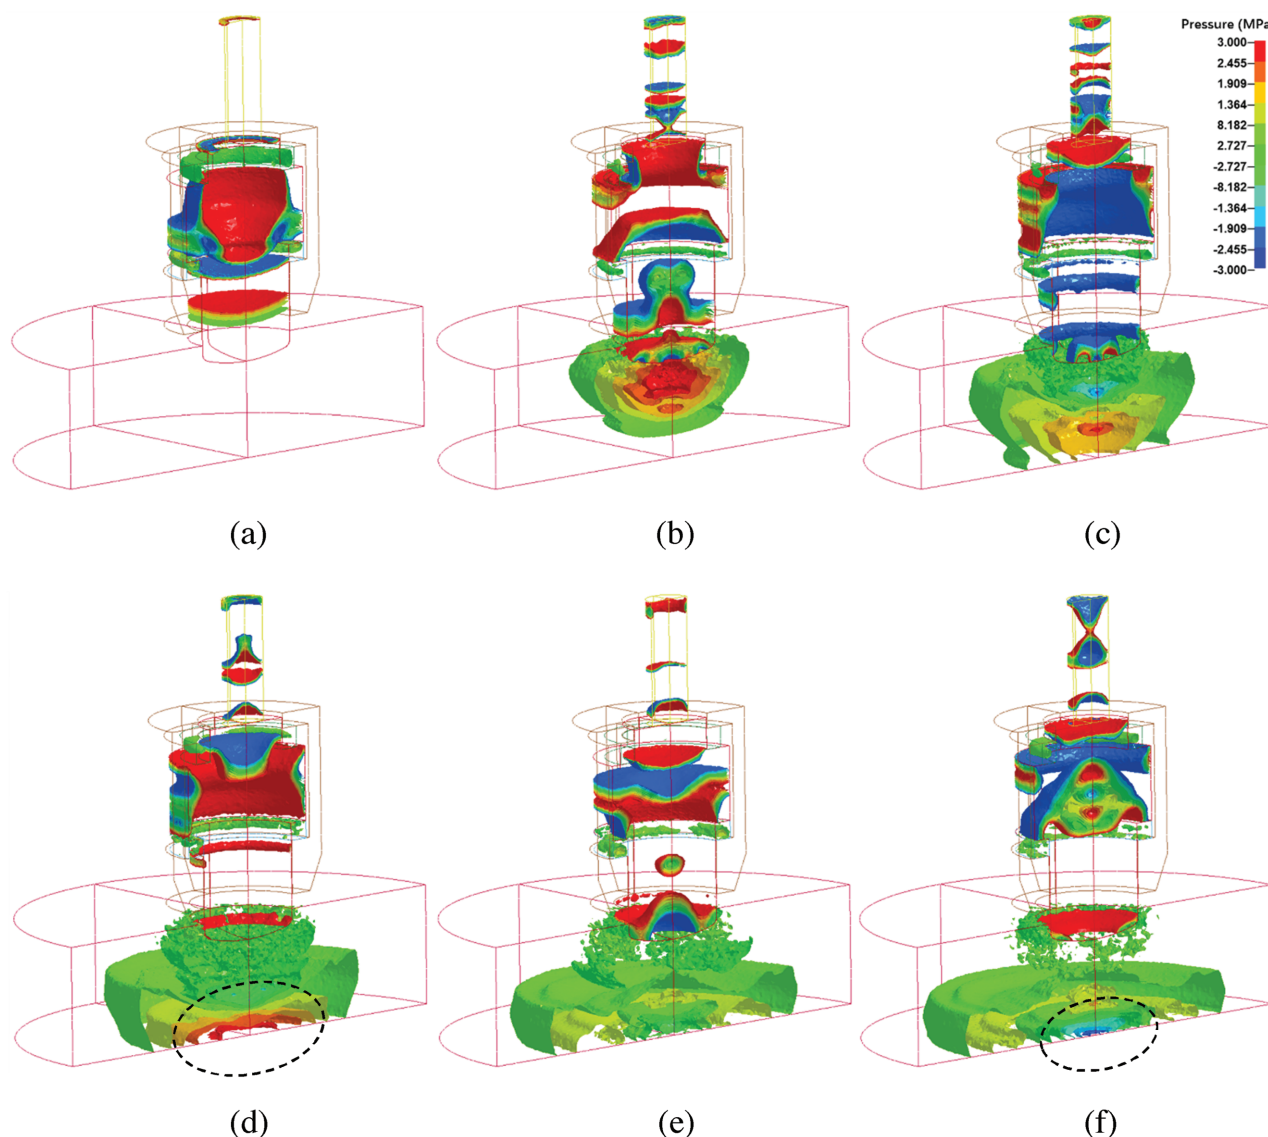 Pressure (MPa
3.000
2.455
1.909
1.364
8.182
2.727
-2.727
-8.182
-1.364
-1.909
-2.455
-3.000
(a)
(b)
(c)
(d)
(e)
(f)